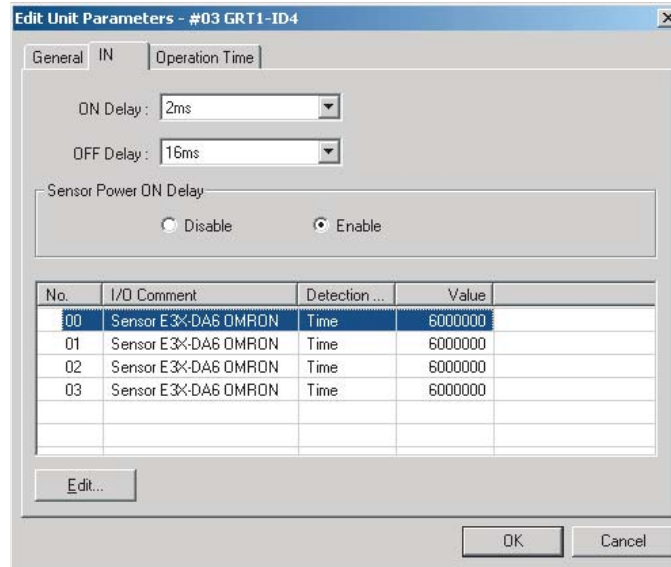 Edit Unit Parameters - #03 GRT1-ID4
General IN Operation Time
ON Delay : 2ms
OFF Delay : 16ms
Sensor Power ON Delay
Disable Enable
No. I/O Comment Detection ... Value
00 Sensor E3X-DA6 OMRON Time 6000000
01 Sensor E3X-DA6 OMRON Time 6000000
02 Sensor E3X-DA6 OMRON Time 6000000
03 Sensor E3X-DA6 OMRON Time 6000000
Edit...
OK Cancel